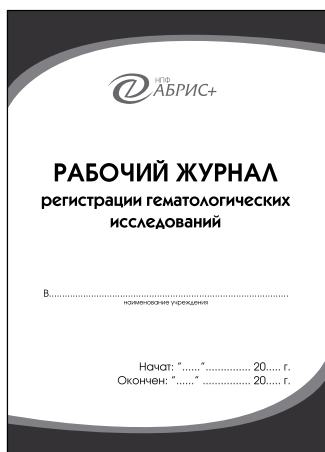 НПФ
АБРИС+
РАБОЧИЙ ЖУРНАЛ
регистрации гематологических
исследований
В..........................................................................................
наименование учреждения
Начат: “......”............... 20..... г.
Окончен: “......” ................ 20..... г.